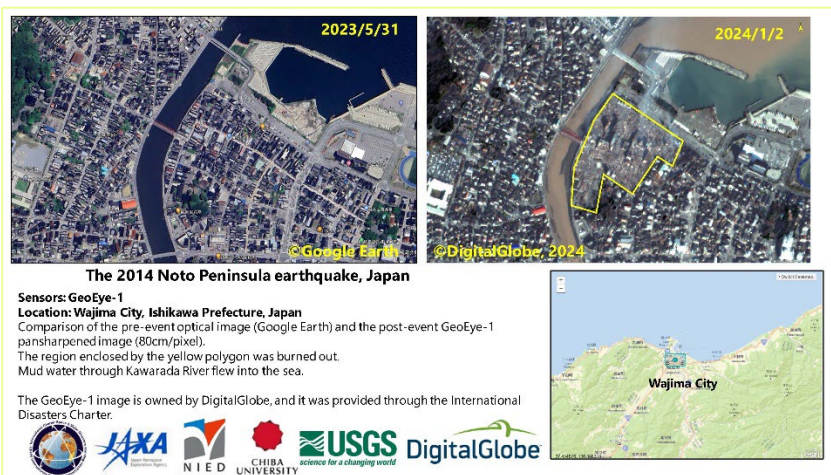 2023/5/31
2024/1/2
©Google Earth
©DigitalGlobe, 2024
The 2014 Noto Peninsula earthquake, Japan
Sensors: GeoEye-1
Location: Wajima City, Ishikawa Prefecture, Japan
Comparison of the pre-event optical image (Google Earth) and the post-event GeoEye-1
pansharpened image (80cm/pixel).
The region enclosed by the yellow polygon was burned out.
Mud water through Kawarada River flew into the sea.
The GeoEye-1 image is owned by DigitalGlobe, and it was provided through the International
Disasters Charter.
Wajima City
JAXA
Japan Aerospace Exploration Agency
NIED
CHIBA
UNIVERSITY
USGS
science for a changing world
DigitalGlobe